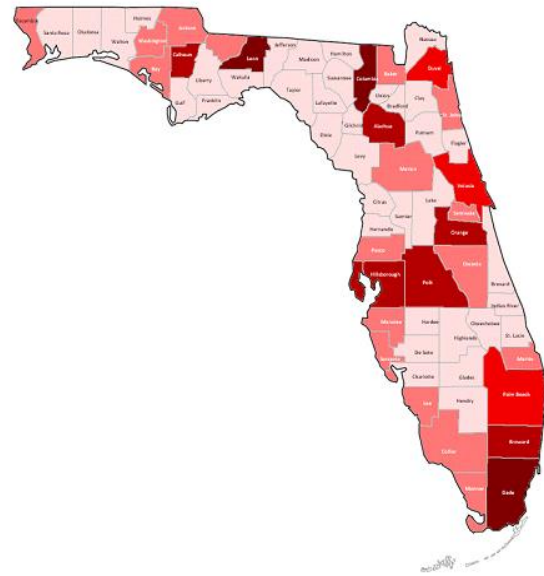 Escambia
Santa Rosa
Okaloosa
Walton
Holmes
Washington
Jackson
Bay
Calhoun
Gulf
Liberty
Franklin
Leon
Wakulla
Jefferson
Madison
Taylor
Hamilton
Suwannee
Lafayette
Dixie
Columbia
Gilchrist
Levy
Baker
Union
Bradford
Alachua
Nassau
Duval
Clay
St. Johns
Putnam
Flagler
Marion
Volusia
Citrus
Sumter
Lake
Hernando
Seminole
Orange
Pasco
Osceola
Hillsborough
Polk
Brevard
Indian River
Manatee
Hardee
Okeechobee
Highlands
St. Lucie
Sarasota
De Soto
Martin
Charlotte
Glades
Lee
Hendry
Palm Beach
Collier
Broward
Monroe
Dade